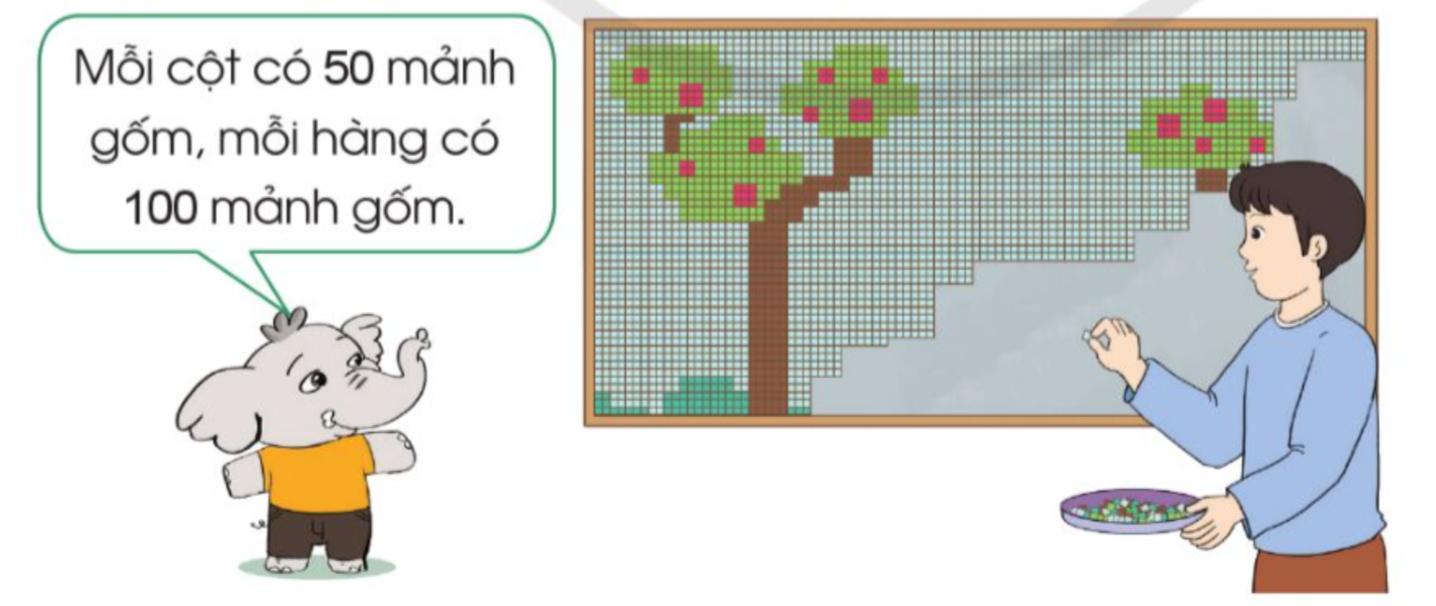 Mỗi cột có 50 mảnh
gốm, mỗi hàng có
100 mảnh gốm.